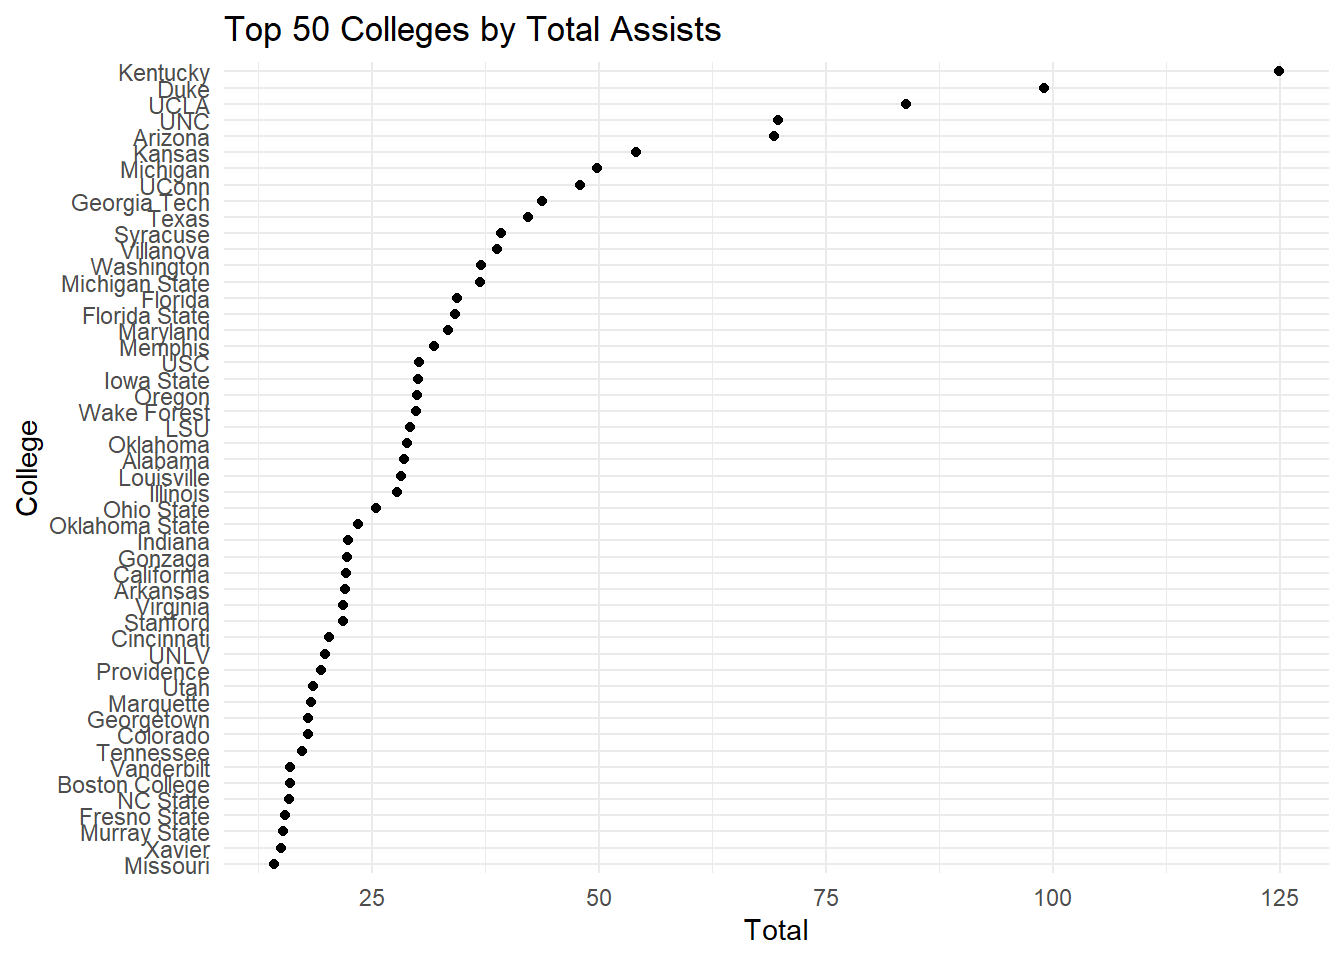 Top 50 Colleges by Total Assists
Kentucky
Duke
UCLA
UNC
Arizona
Kansas
Michigan
UConn
Georgia Tech
Texas
Syracuse
Villanova
Washington
Michigan State
Florida
Florida State
Maryland
Memphis
USC
Iowa State
Oregon
Wake Forest
LSU
Oklahoma
Alabama
Louisville
Illinois
Ohio State
Oklahoma State
Indiana
Gonzaga
California
Arkansas
Virginia
Stanford
Cincinnati
UNLV
Providence
Utah
Marquette
Georgetown
Colorado
Tennessee
Vanderbilt
Boston College
NC State
Fresno State
Murray State
Xavier
Missouri
College
25 50 75 100 125
Total